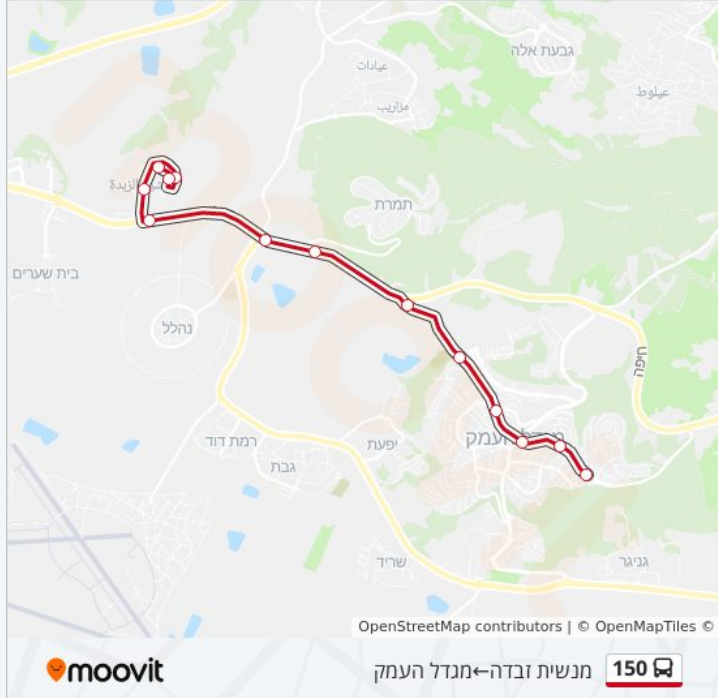 גבעת אלה
עיאדאת
עילוט
מזאריב
תמרת
בית שערים
נהלל
חיפה
מגדל העמק
רמת דוד
יפעת
גבת
שריד
גניגר
OpenStreetMap contributors | © OpenMapTiles ©
moovit
150 מנשית זבדה←מגדל העמק